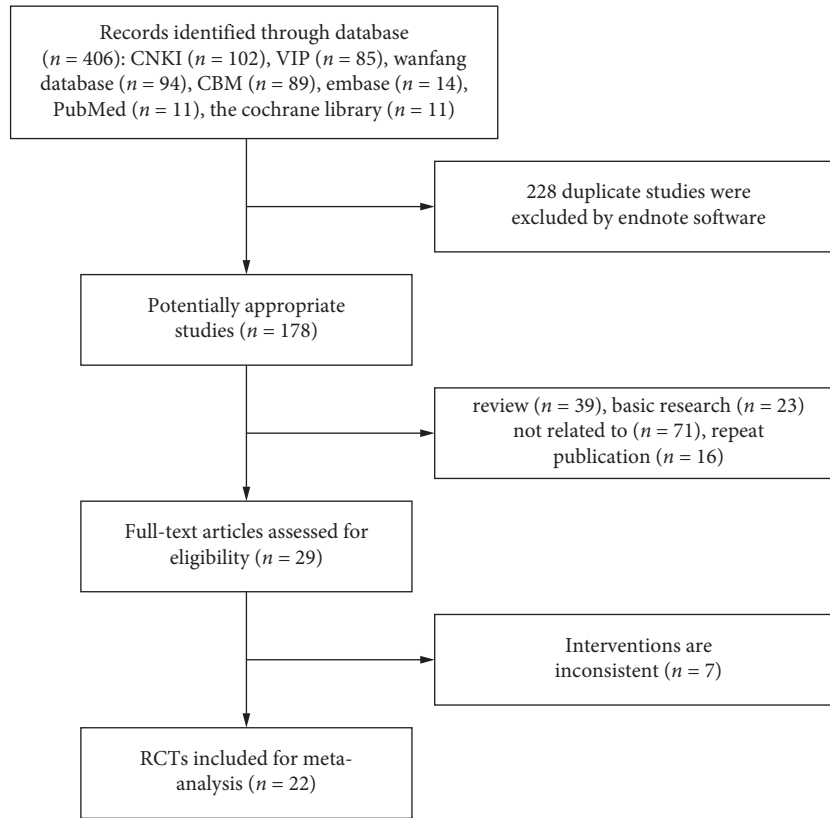 Records identified through database
(n = 406): CNKI (n = 102), VIP (n = 85), wanfang
database (n = 94), CBM (n = 89), embase (n = 14),
PubMed (n = 11), the cochrane library (n = 11)
228 duplicate studies were
excluded by endnote software
Potentially appropriate
studies (n = 178)
review (n = 39), basic research (n = 23)
not related to (n = 71), repeat
publication (n = 16)
Full-text articles assessed for
eligibility (n = 29)
Interventions are
inconsistent (n = 7)
RCTs included for meta-
analysis (n = 22)